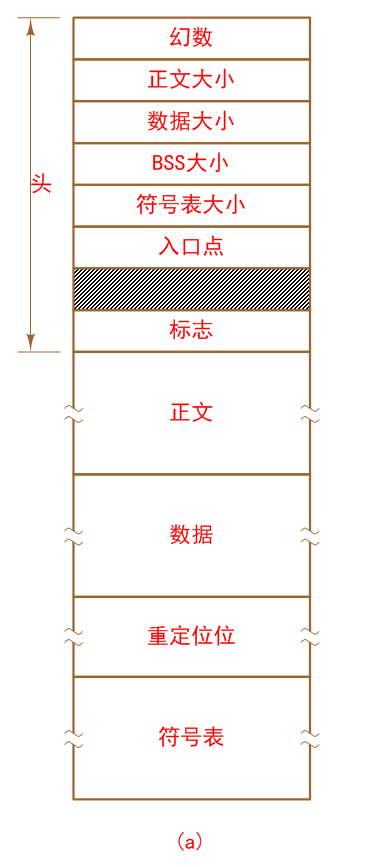 幻数
正文大小
数据大小
BSS大小
头
符号表大小
入口点
标志
正文
数据
重定位位
符号表
(a)